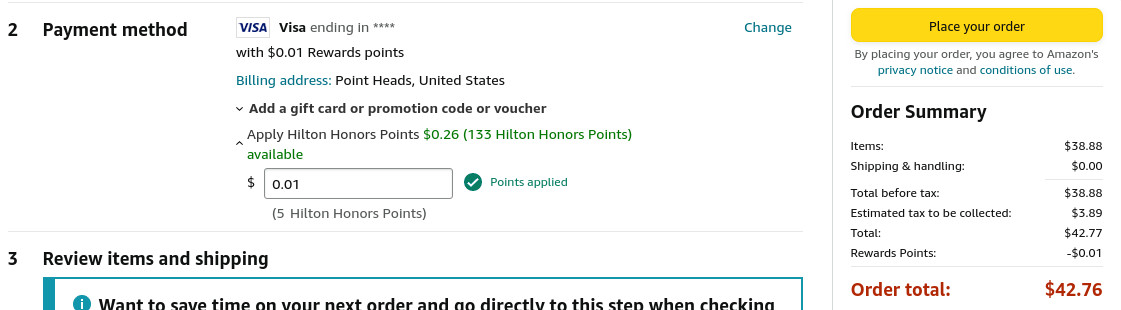 2 Payment method
VISA Visa ending in ****
Change
with $0.01 Rewards points
Billing address: Point Heads, United States
Add a gift card or promotion code or voucher
Apply Hilton Honors Points $0.26 (133 Hilton Honors Points)
available
$ 0.01 Points applied
(5 Hilton Honors Points)
3 Review items and shipping
i Want to save time on your next order and go directly to this step when checking
Place your order
By placing your order, you agree to Amazon's
privacy notice and conditions of use.
Order Summary
Items: $38.88
Shipping & handling: $0.00
Total before tax: $38.88
Estimated tax to be collected: $3.89
Total: $42.77
Rewards Points: -$0.01
Order total: $42.76